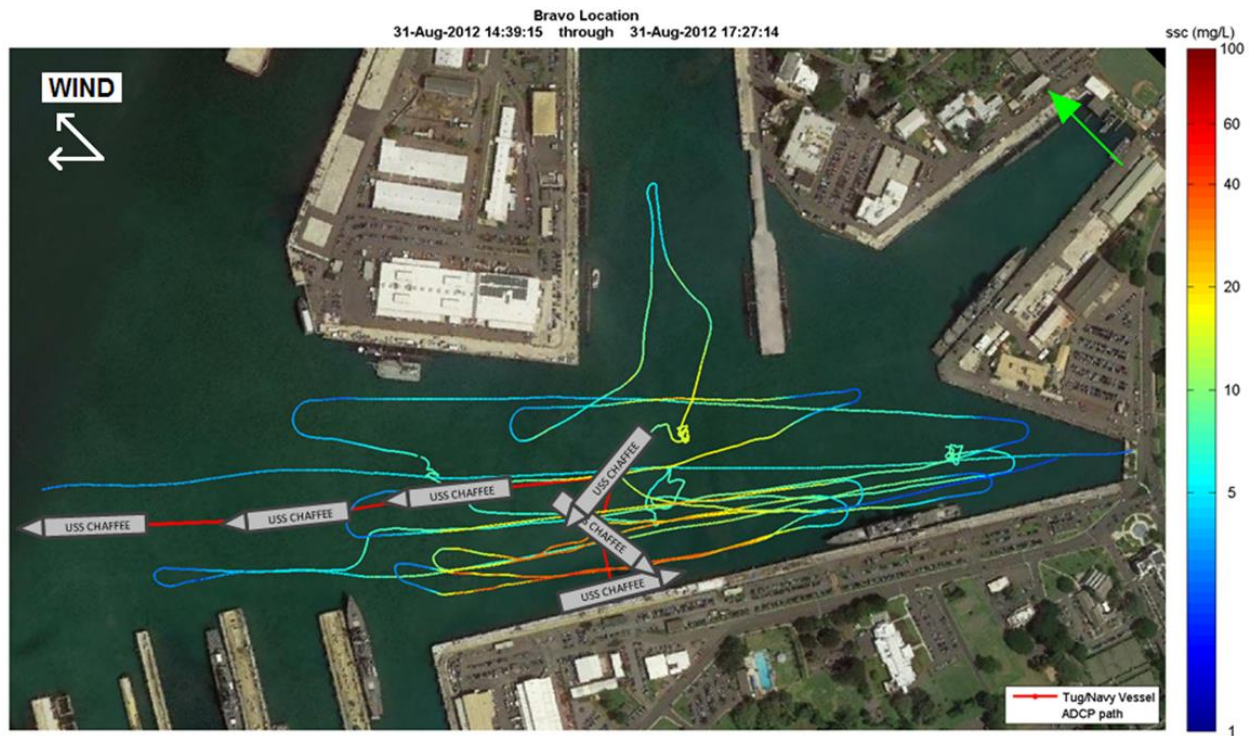 Bravo Location
31-Aug-2012 14:39:15 through 31-Aug-2012 17:27:14
ssc (mg/L)
WIND
100
60
40
20
10
1
USS CHAFFEE
USS CHAFFEE
USS CHAFFEE
USS CHAFFEE
S CHAFFEE
USS CHAFFEE
Tug/Navy Vessel
ADCP path